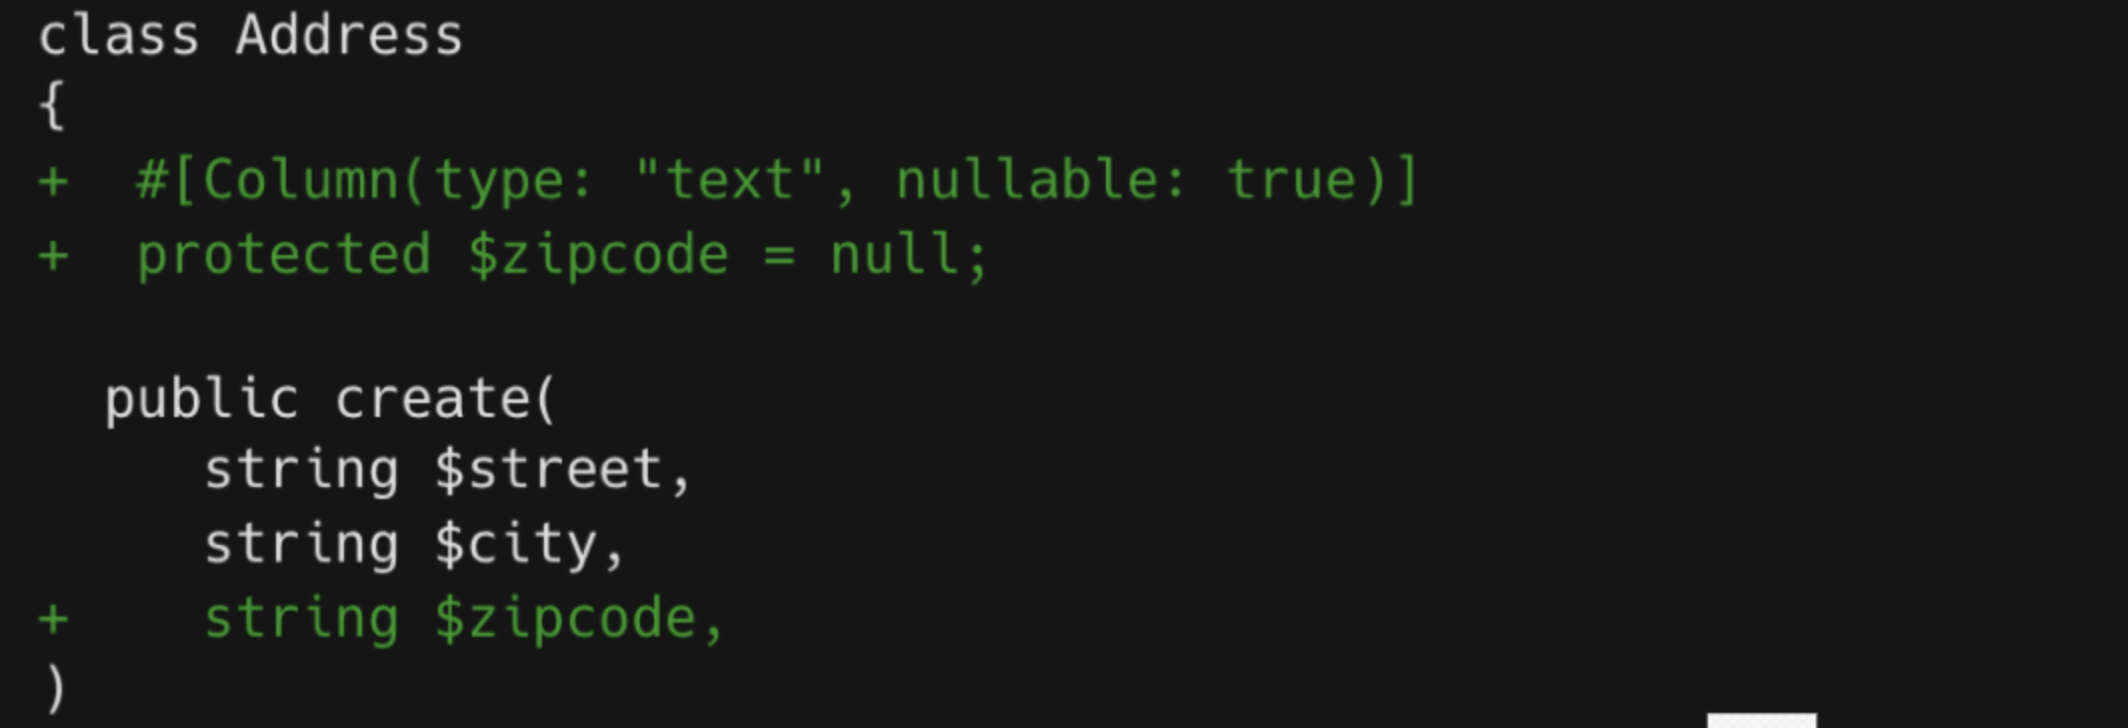 class Address
{
+  #[Column(type: "text", nullable: true)]
+  protected $zipcode = null;
  public create(
     string $street,
     string $city,
+    string $zipcode,
)